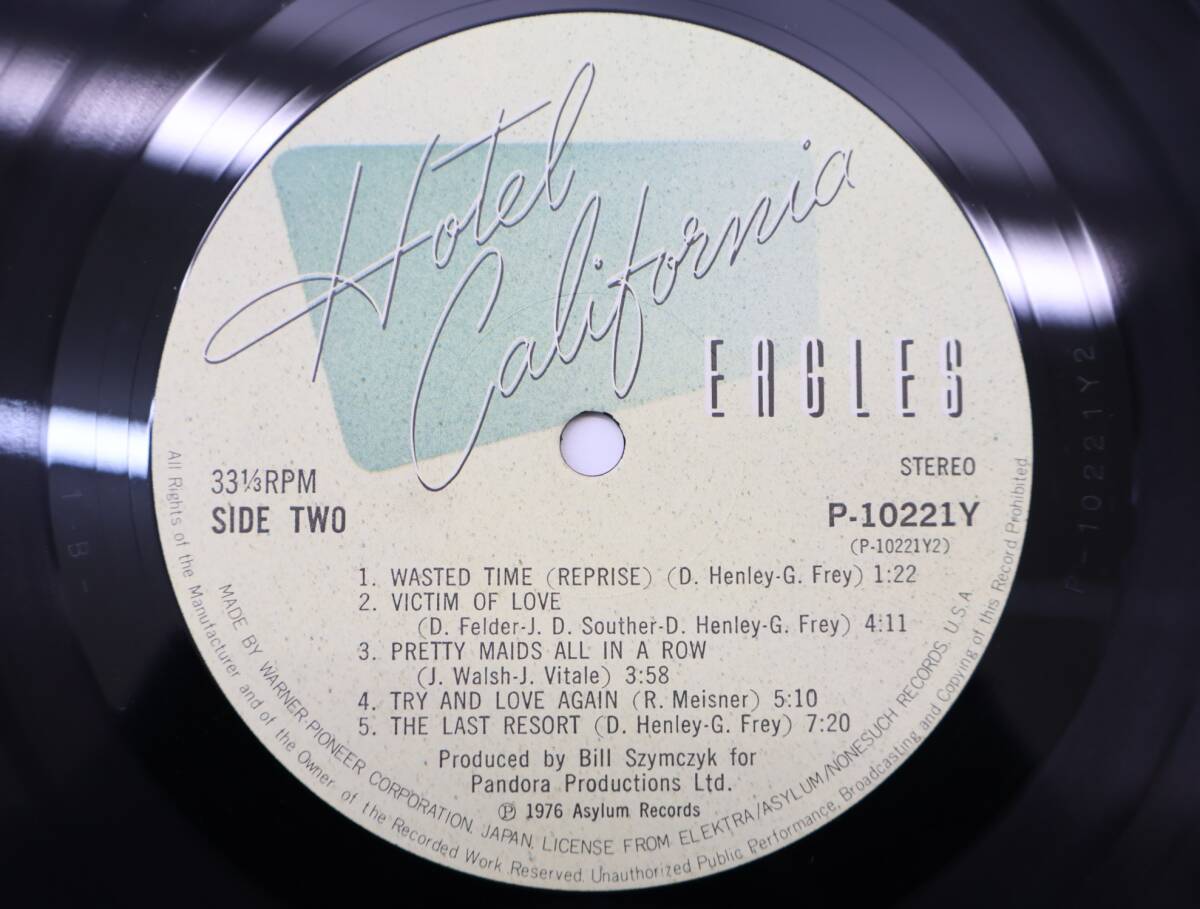 Hotel
California
EAGLES
33⅓RPM
STEREO
SIDE TWO
P-10221Y
(P-10221Y2)
1. WASTED TIME (REPRISE) (D. Henley-G. Frey) 1:22
2. VICTIM OF LOVE
(D. Felder-J. D. Souther-D. Henley-G. Frey) 4:11
3. PRETTY MAIDS ALL IN A ROW
(J. Walsh-J. Vitale) 3:58
4. TRY AND LOVE AGAIN (R. Meisner) 5:10
5. THE LAST RESORT (D. Henley-G. Frey) 7:20
Produced by Bill Szymczyk for
Pandora Productions Ltd.
Ⓟ 1976 Asylum Records
MADE BY WARNER-PIONEER CORPORATION, JAPAN. LICENSE FROM ELEKTRA/ASYLUM/NONESUCH RECORDS. U.S.A.
All Rights of the Manufacturer and of the Owner of the Recorded Work Reserved. Unauthorized Public Performance, Broadcasting and Copying of this Record Prohibited.
P-10221Y2
1-B-